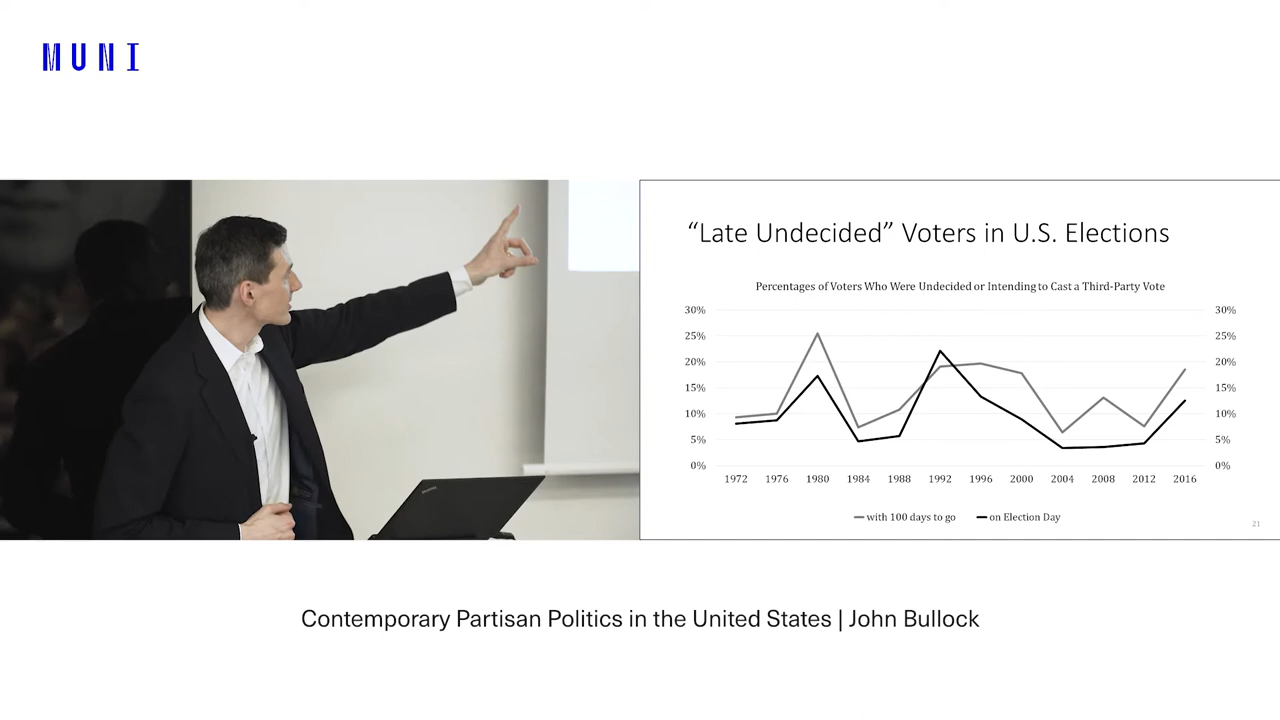 MUNI
“Late Undecided” Voters in U.S. Elections
Percentages of Voters Who Were Undecided or Intending to Cast a Third-Party Vote
30% 30%
25% 25%
20% 20%
15% 15%
10% 10%
5% 5%
0% 0%
1972 1976 1980 1984 1988 1992 1996 2000 2004 2008 2012 2016
with 100 days to go on Election Day
21
Contemporary Partisan Politics in the United States | John Bullock